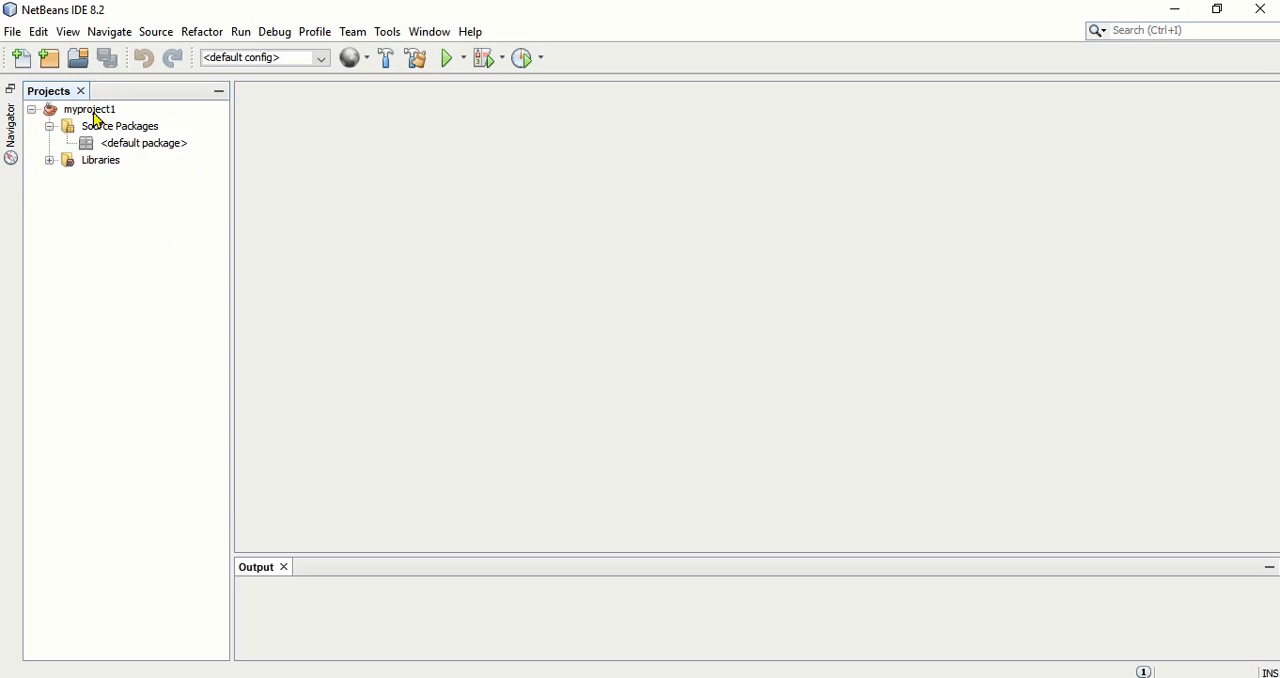 NetBeans IDE 8.2
File Edit View Navigate Source Refactor Run Debug Profile Team Tools Window Help
Search (Ctrl+I)
<default config>
Projects
Navigator
myproject1
Source Packages
<default package>
Libraries
Output
1
INS